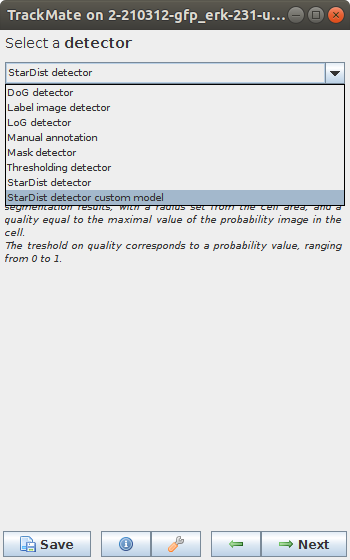 TrackMate on 2-210312-gfp_erk-231-u...
Select a detector
StarDist detector
DoG detector
Label image detector
LoG detector
Manual annotation
Mask detector
Thresholding detector
StarDist detector
StarDist detector custom model
segmentation results, with a radius set from the cell area, and a
quality equal to the maximal value of the probability image in the
cell.
The treshold on quality corresponds to a probability value, ranging
from 0 to 1.
Save
Next